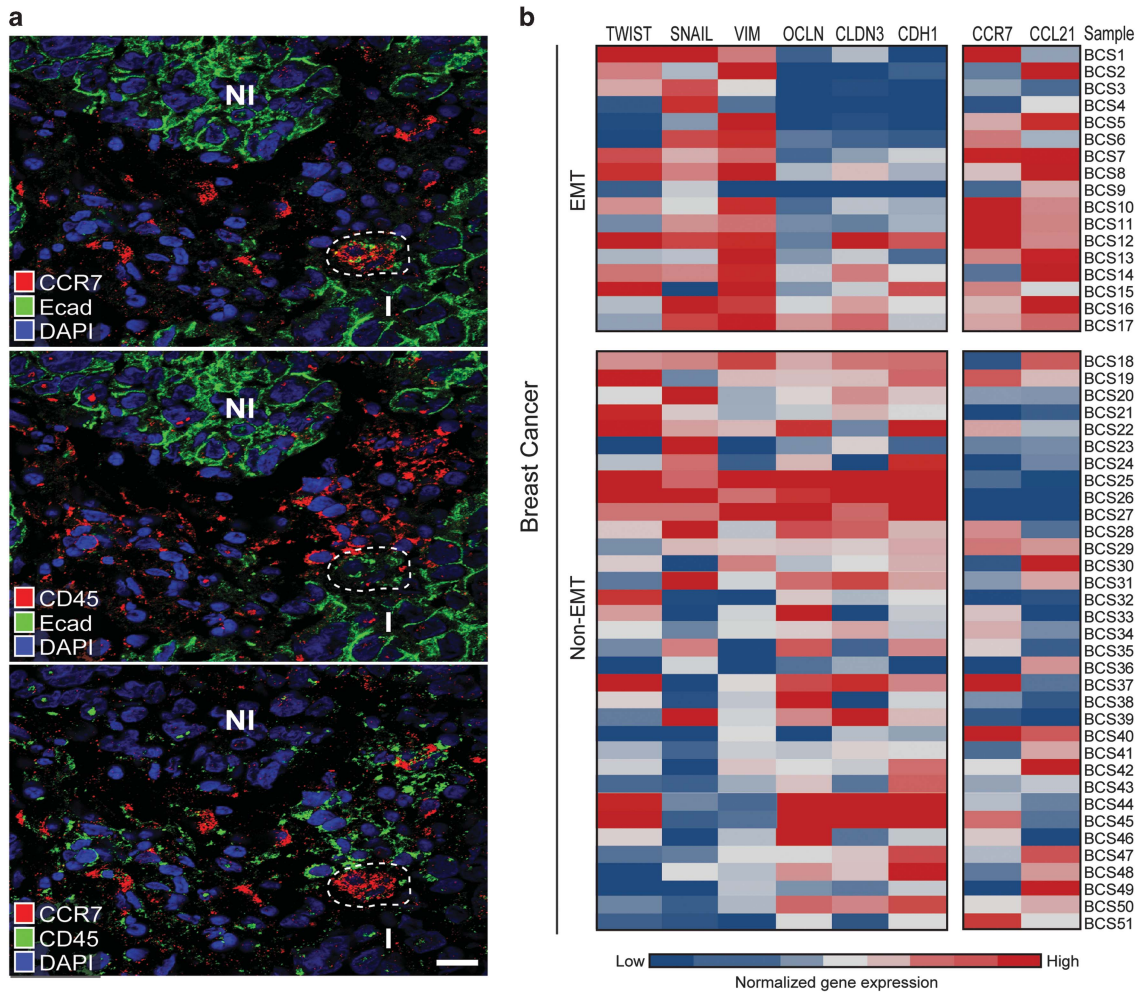 a
NI
I
CCR7
Ecad
DAPI
NI
I
CD45
Ecad
DAPI
NI
I
CCR7
CD45
DAPI
b
TWIST SNAIL VIM OCLN CLDN3 CDH1 CCR7 CCL21 Sample
Breast Cancer
EMT
BCS1
BCS2
BCS3
BCS4
BCS5
BCS6
BCS7
BCS8
BCS9
BCS10
BCS11
BCS12
BCS13
BCS14
BCS15
BCS16
BCS17
Non-EMT
BCS18
BCS19
BCS20
BCS21
BCS22
BCS23
BCS24
BCS25
BCS26
BCS27
BCS28
BCS29
BCS30
BCS31
BCS32
BCS33
BCS34
BCS35
BCS36
BCS37
BCS38
BCS39
BCS40
BCS41
BCS42
BCS43
BCS44
BCS45
BCS46
BCS47
BCS48
BCS49
BCS50
BCS51
Low High
Normalized gene expression